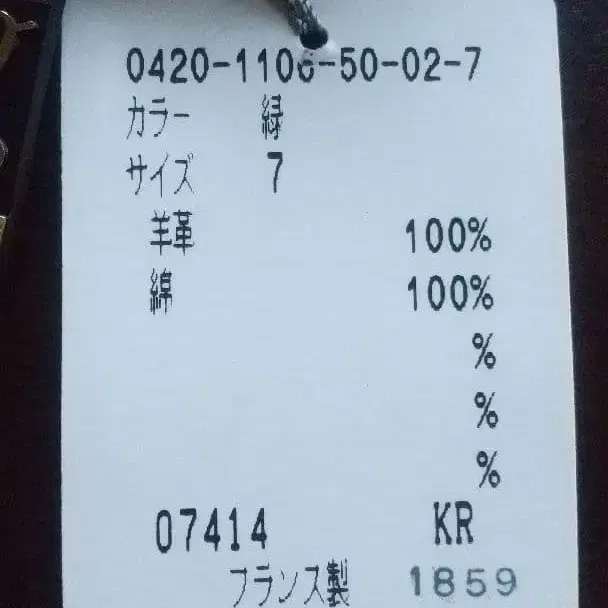 0420-1106-50-02-7
カラー 緑
サイズ 7
羊革 100%
綿 100%
%
%
%
07414 KR
フランス製 1859